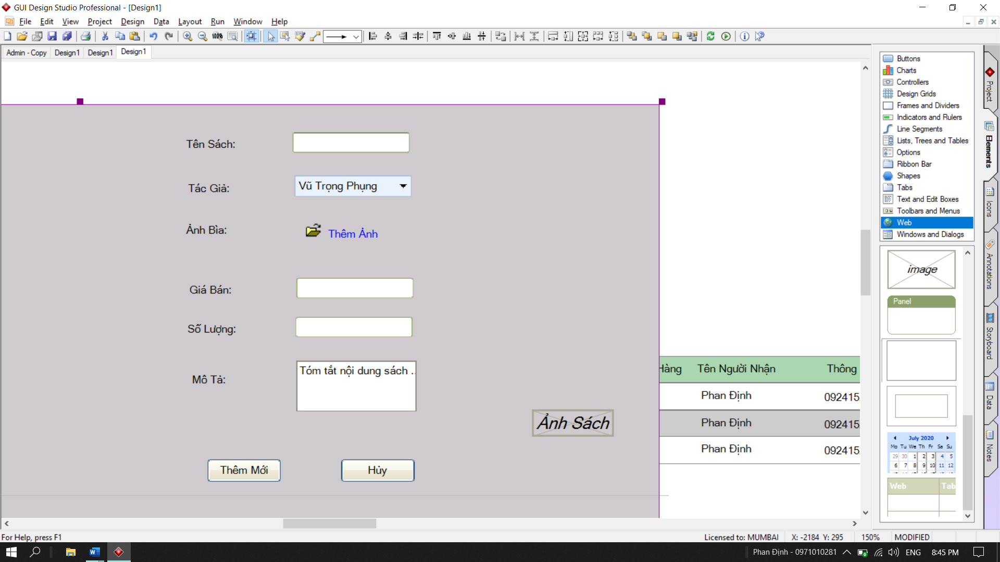 GUI Design Studio Professional - [Design1]
File Edit View Project Design Data Layout Run Window Help
100%
Admin - Copy Design1 Design1 Design1
Tên Sách:
Tác Giả: Vũ Trọng Phụng
Ảnh Bìa: Thêm Ảnh
Giá Bán:
Số Lượng:
Mô Tả: Tóm tắt nội dung sách ..
Ảnh Sách
Thêm Mới Hủy
Hàng Tên Người Nhận Thông
Phan Định 092415
Phan Định 092415
Phan Định 092415
Buttons
Charts
Controllers
Design Grids
Frames and Dividers
Indicators and Rulers
Line Segments
Lists, Trees and Tables
Options
Ribbon Bar
Shapes
Tabs
Text and Edit Boxes
Toolbars and Menus
Web
Windows and Dialogs
image
Panel
July 2020
Mo Tu We Th Fr Sa Su
29 30 1 2 3 4 5
6 7 8 9 10 11 12
Web Tab
Project
Elements
Icons
Annotations
Storyboard
Data
Notes
For Help, press F1 Licensed to: MUMBAI X: -2184 Y: 295 150% MODIFIED
W Phan Định - 0971010281 ENG 8:45 PM